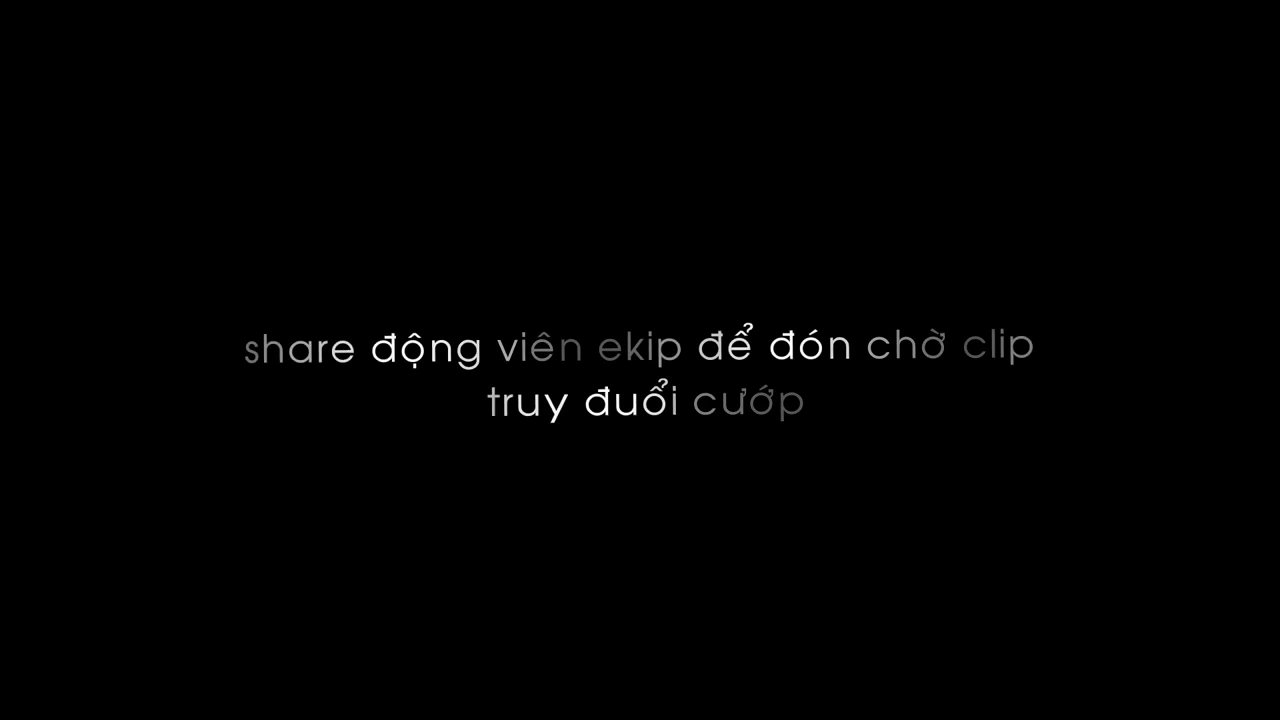 share động viên ekip để đón chờ clip
truy đuổi cướp